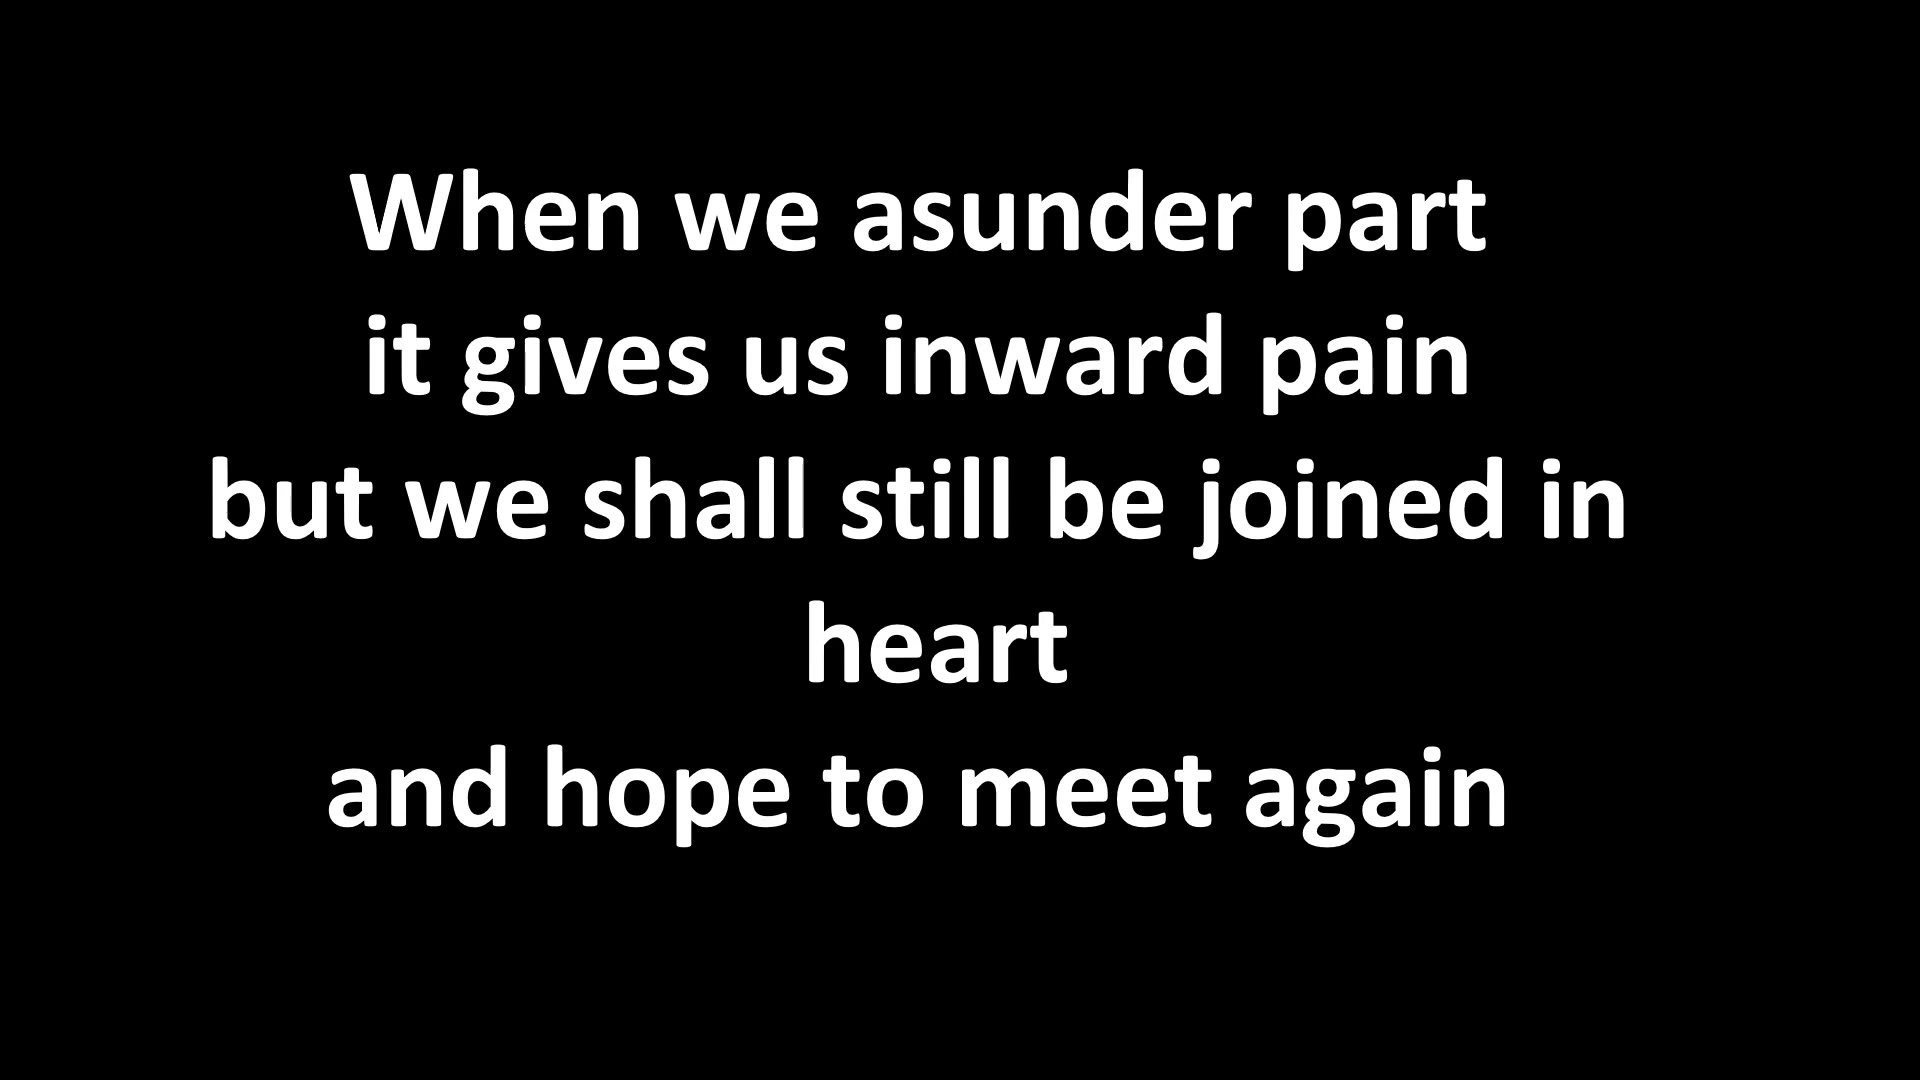 When we asunder part
it gives us inward pain
but we shall still be joined in
heart
and hope to meet again